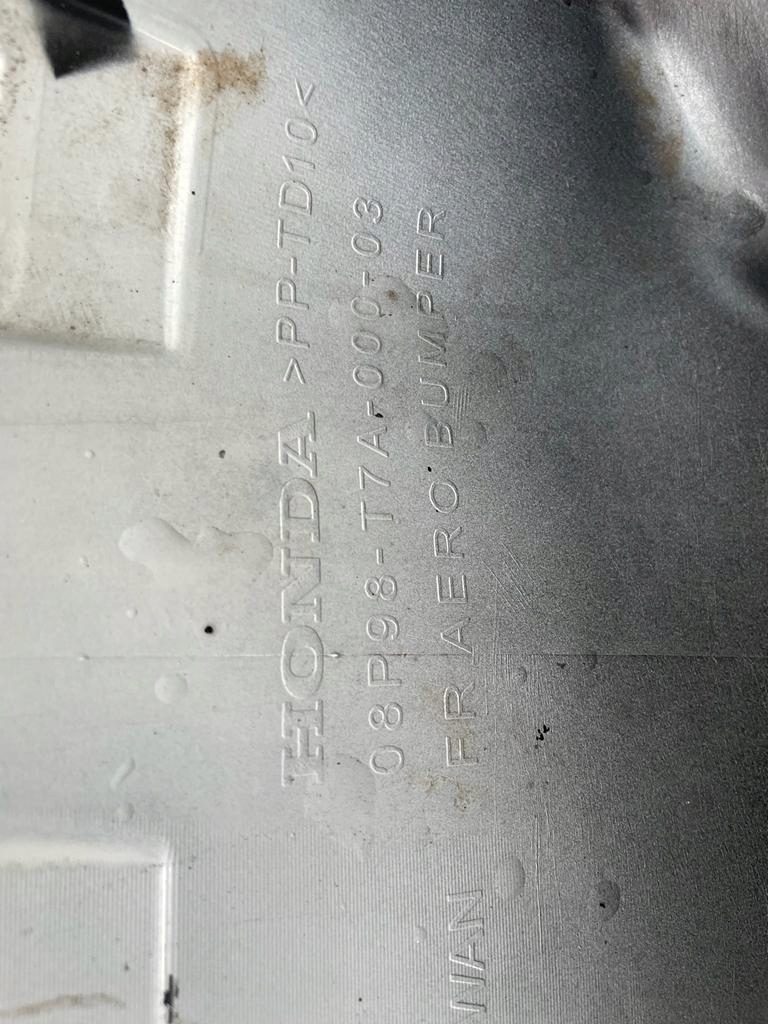 HONDA >PP-TD10<
08P98-T7A-000-03
FR AERO BUMPER